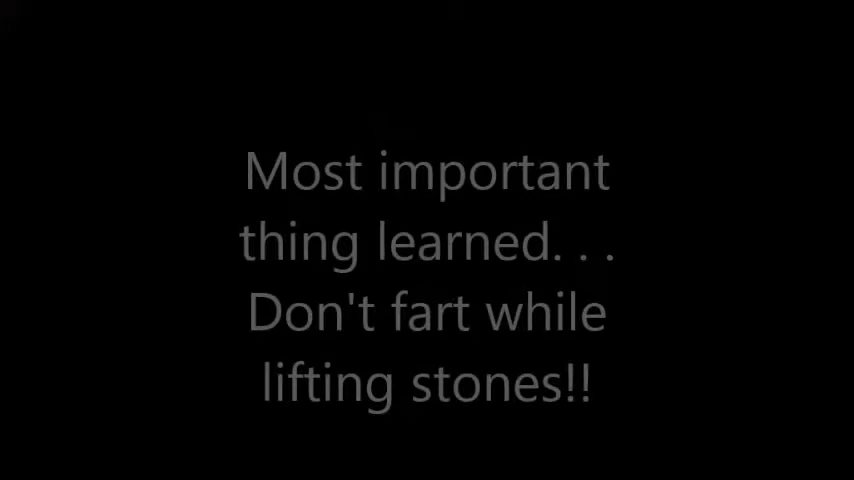 Most important
thing learned. . .
Don't fart while
lifting stones!!